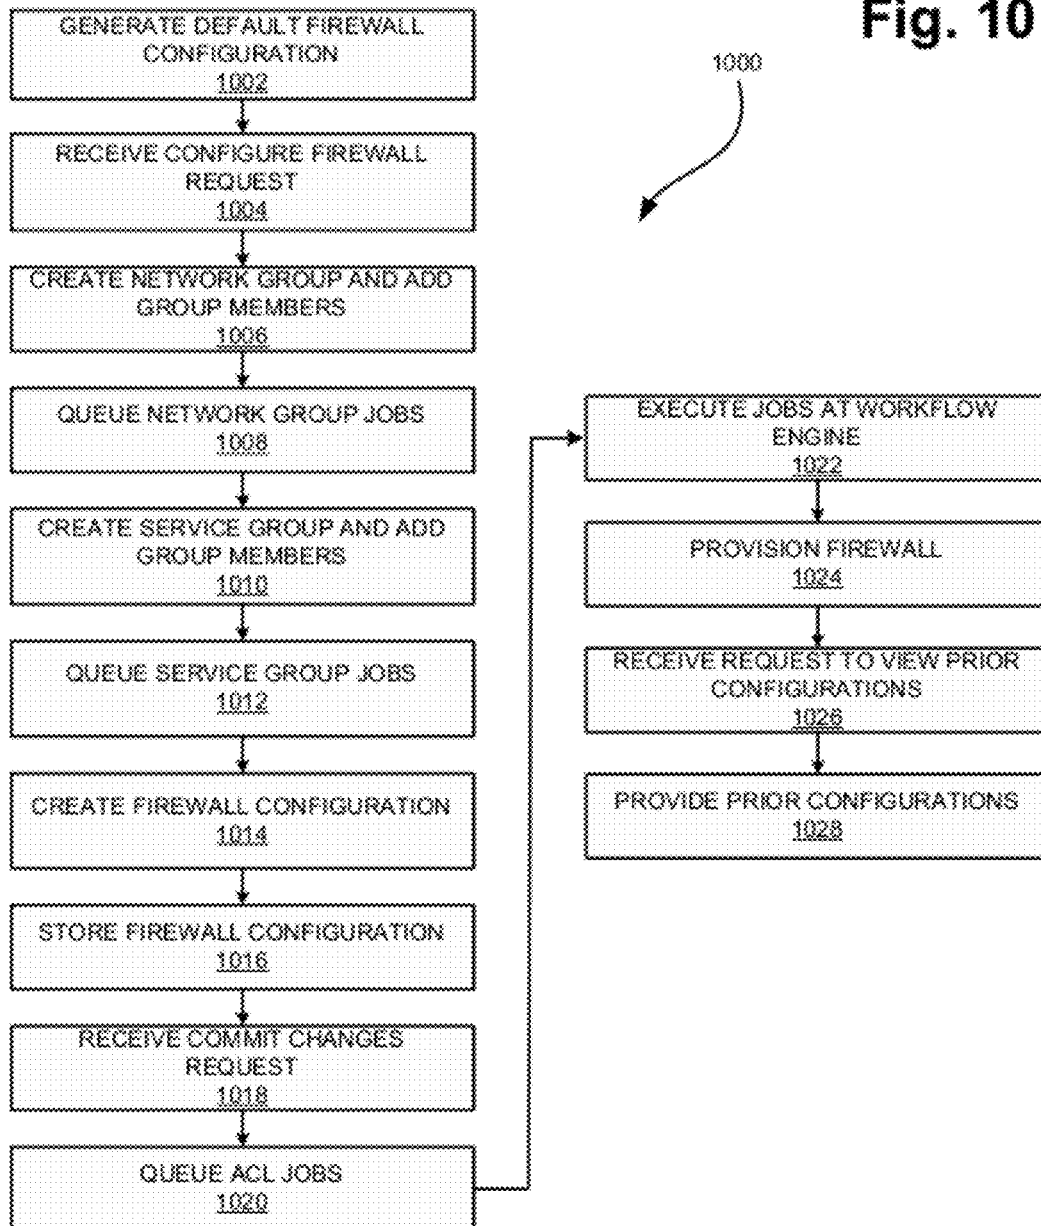 Fig. 10
1000
GENERATE DEFAULT FIREWALL
CONFIGURATION
1002
RECEIVE CONFIGURE FIREWALL
REQUEST
1004
CREATE NETWORK GROUP AND ADD
GROUP MEMBERS
1006
QUEUE NETWORK GROUP JOBS
1008
CREATE SERVICE GROUP AND ADD
GROUP MEMBERS
1010
QUEUE SERVICE GROUP JOBS
1012
CREATE FIREWALL CONFIGURATION
1014
STORE FIREWALL CONFIGURATION
1016
RECEIVE COMMIT CHANGES
REQUEST
1018
QUEUE ACL JOBS
1020
EXECUTE JOBS AT WORKFLOW
ENGINE
1022
PROVISION FIREWALL
1024
RECEIVE REQUEST TO VIEW PRIOR
CONFIGURATIONS
1026
PROVIDE PRIOR CONFIGURATIONS
1028